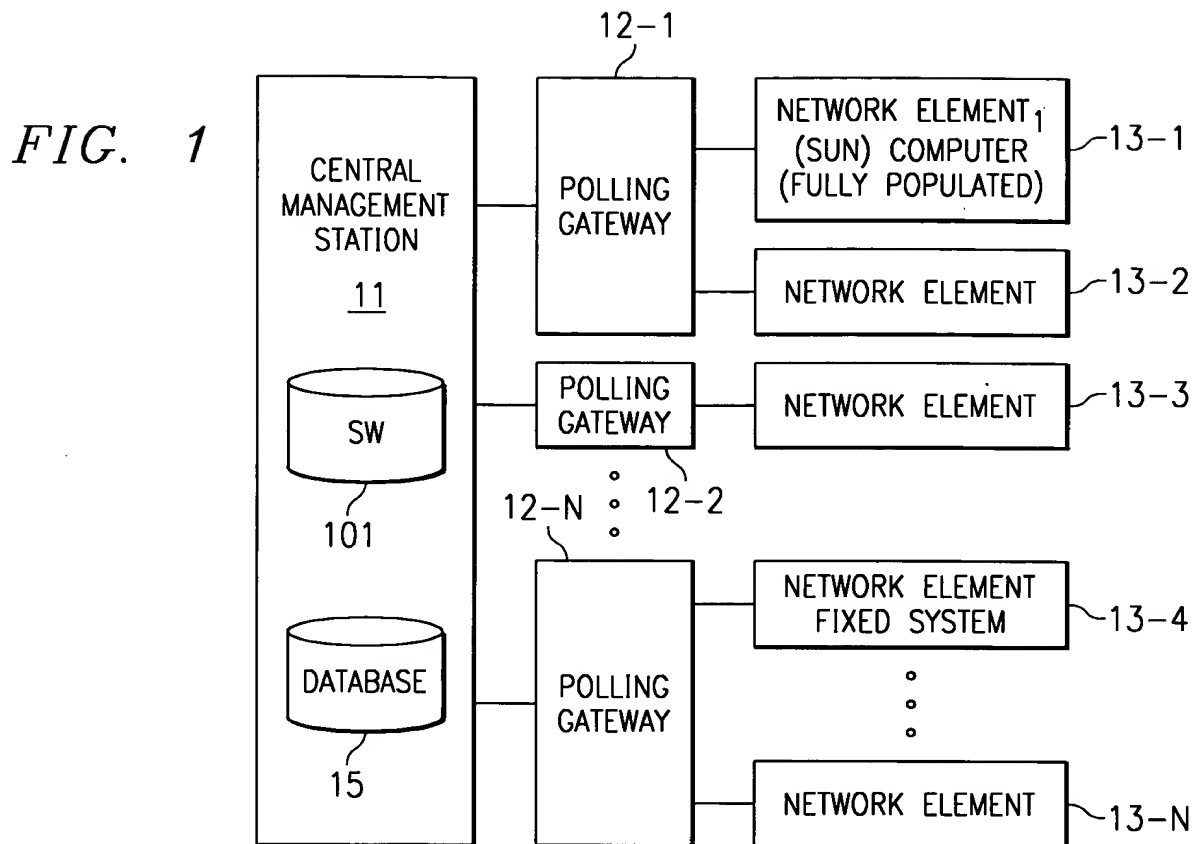 FIG. 1
12-1
CENTRAL
MANAGEMENT
STATION
11
SW
101
DATABASE
15
POLLING
GATEWAY
NETWORK ELEMENT1
(SUN) COMPUTER
(FULLY POPULATED)
13-1
NETWORK ELEMENT
13-2
POLLING
GATEWAY
12-2
NETWORK ELEMENT
13-3
12-N
POLLING
GATEWAY
NETWORK ELEMENT
FIXED SYSTEM
13-4
NETWORK ELEMENT
13-N